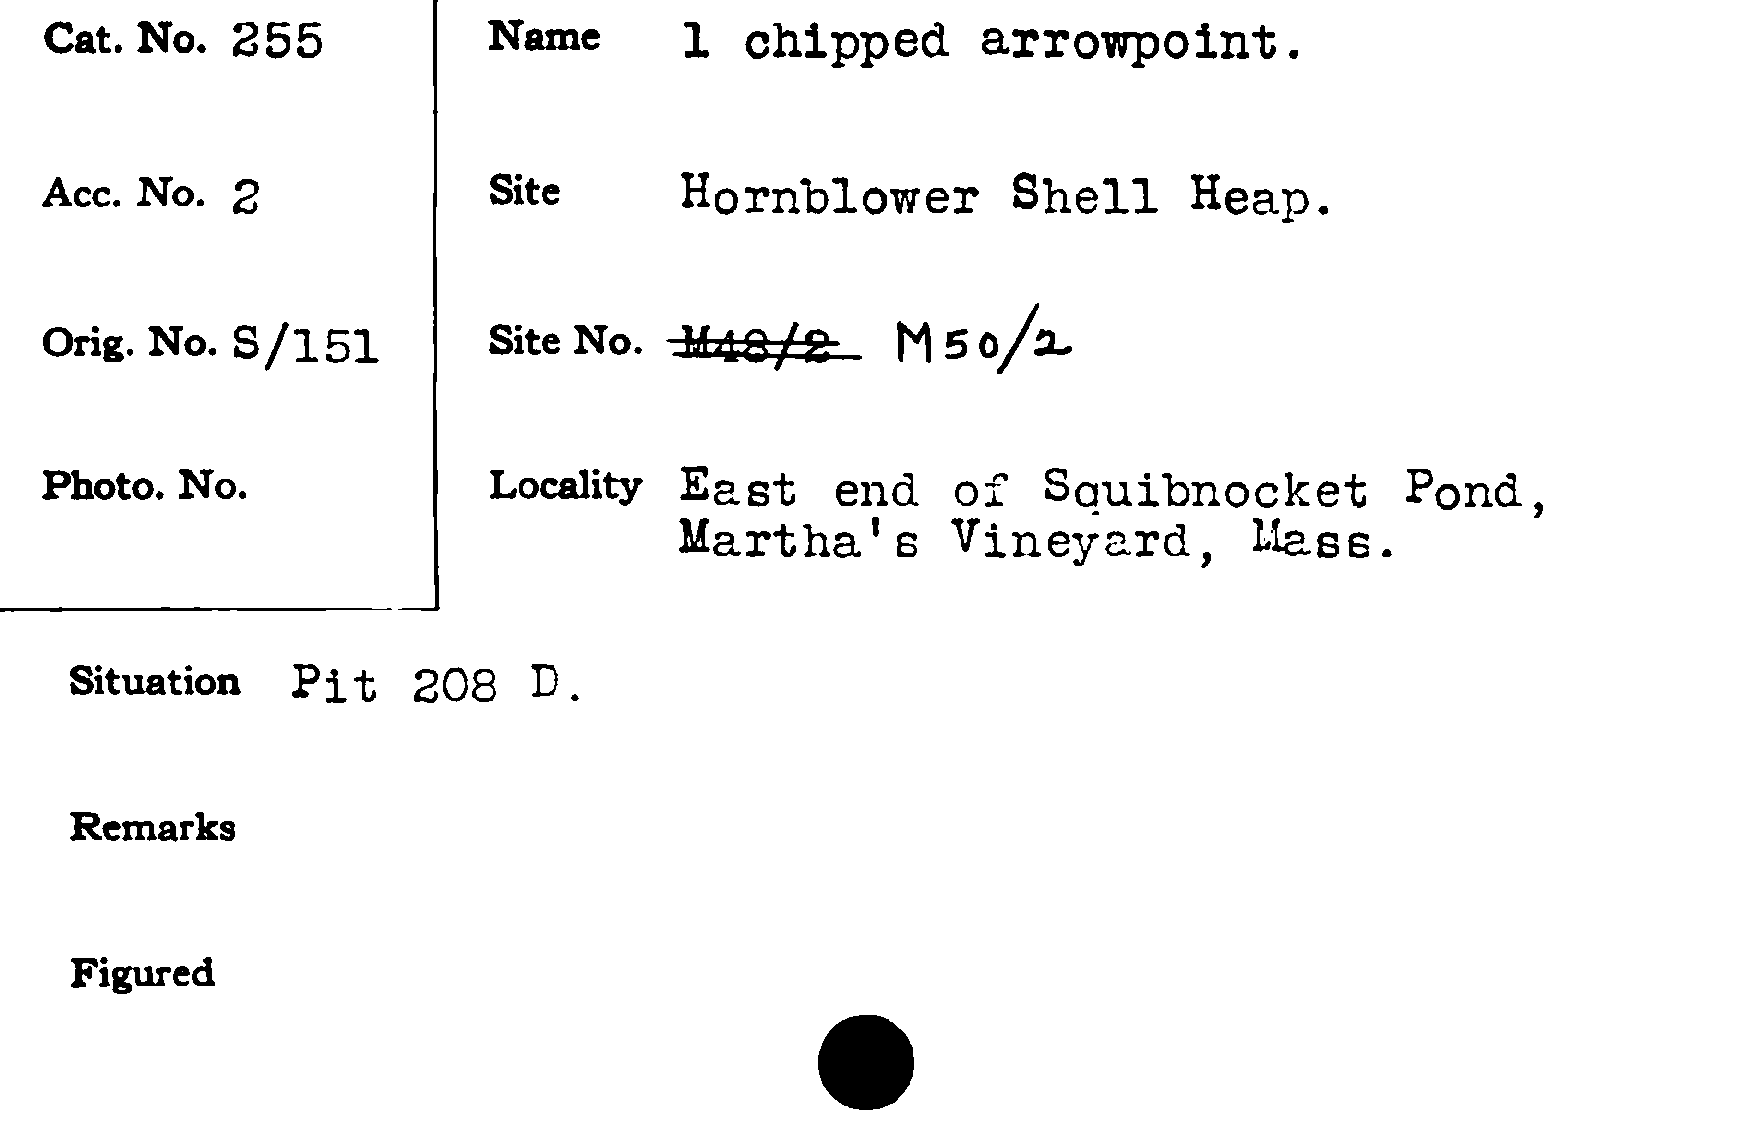 Cat. No. 255
Name 1 chipped arrowpoint.
Acc. No. 2
Site Hornblower Shell Heap.
Orig. No. S/151
Site No. M48/2 M50/2
Photo. No.
Locality East end of Squibnocket Pond,
Martha's Vineyard, Mass.
Situation Pit 208 D.
Remarks
Figured